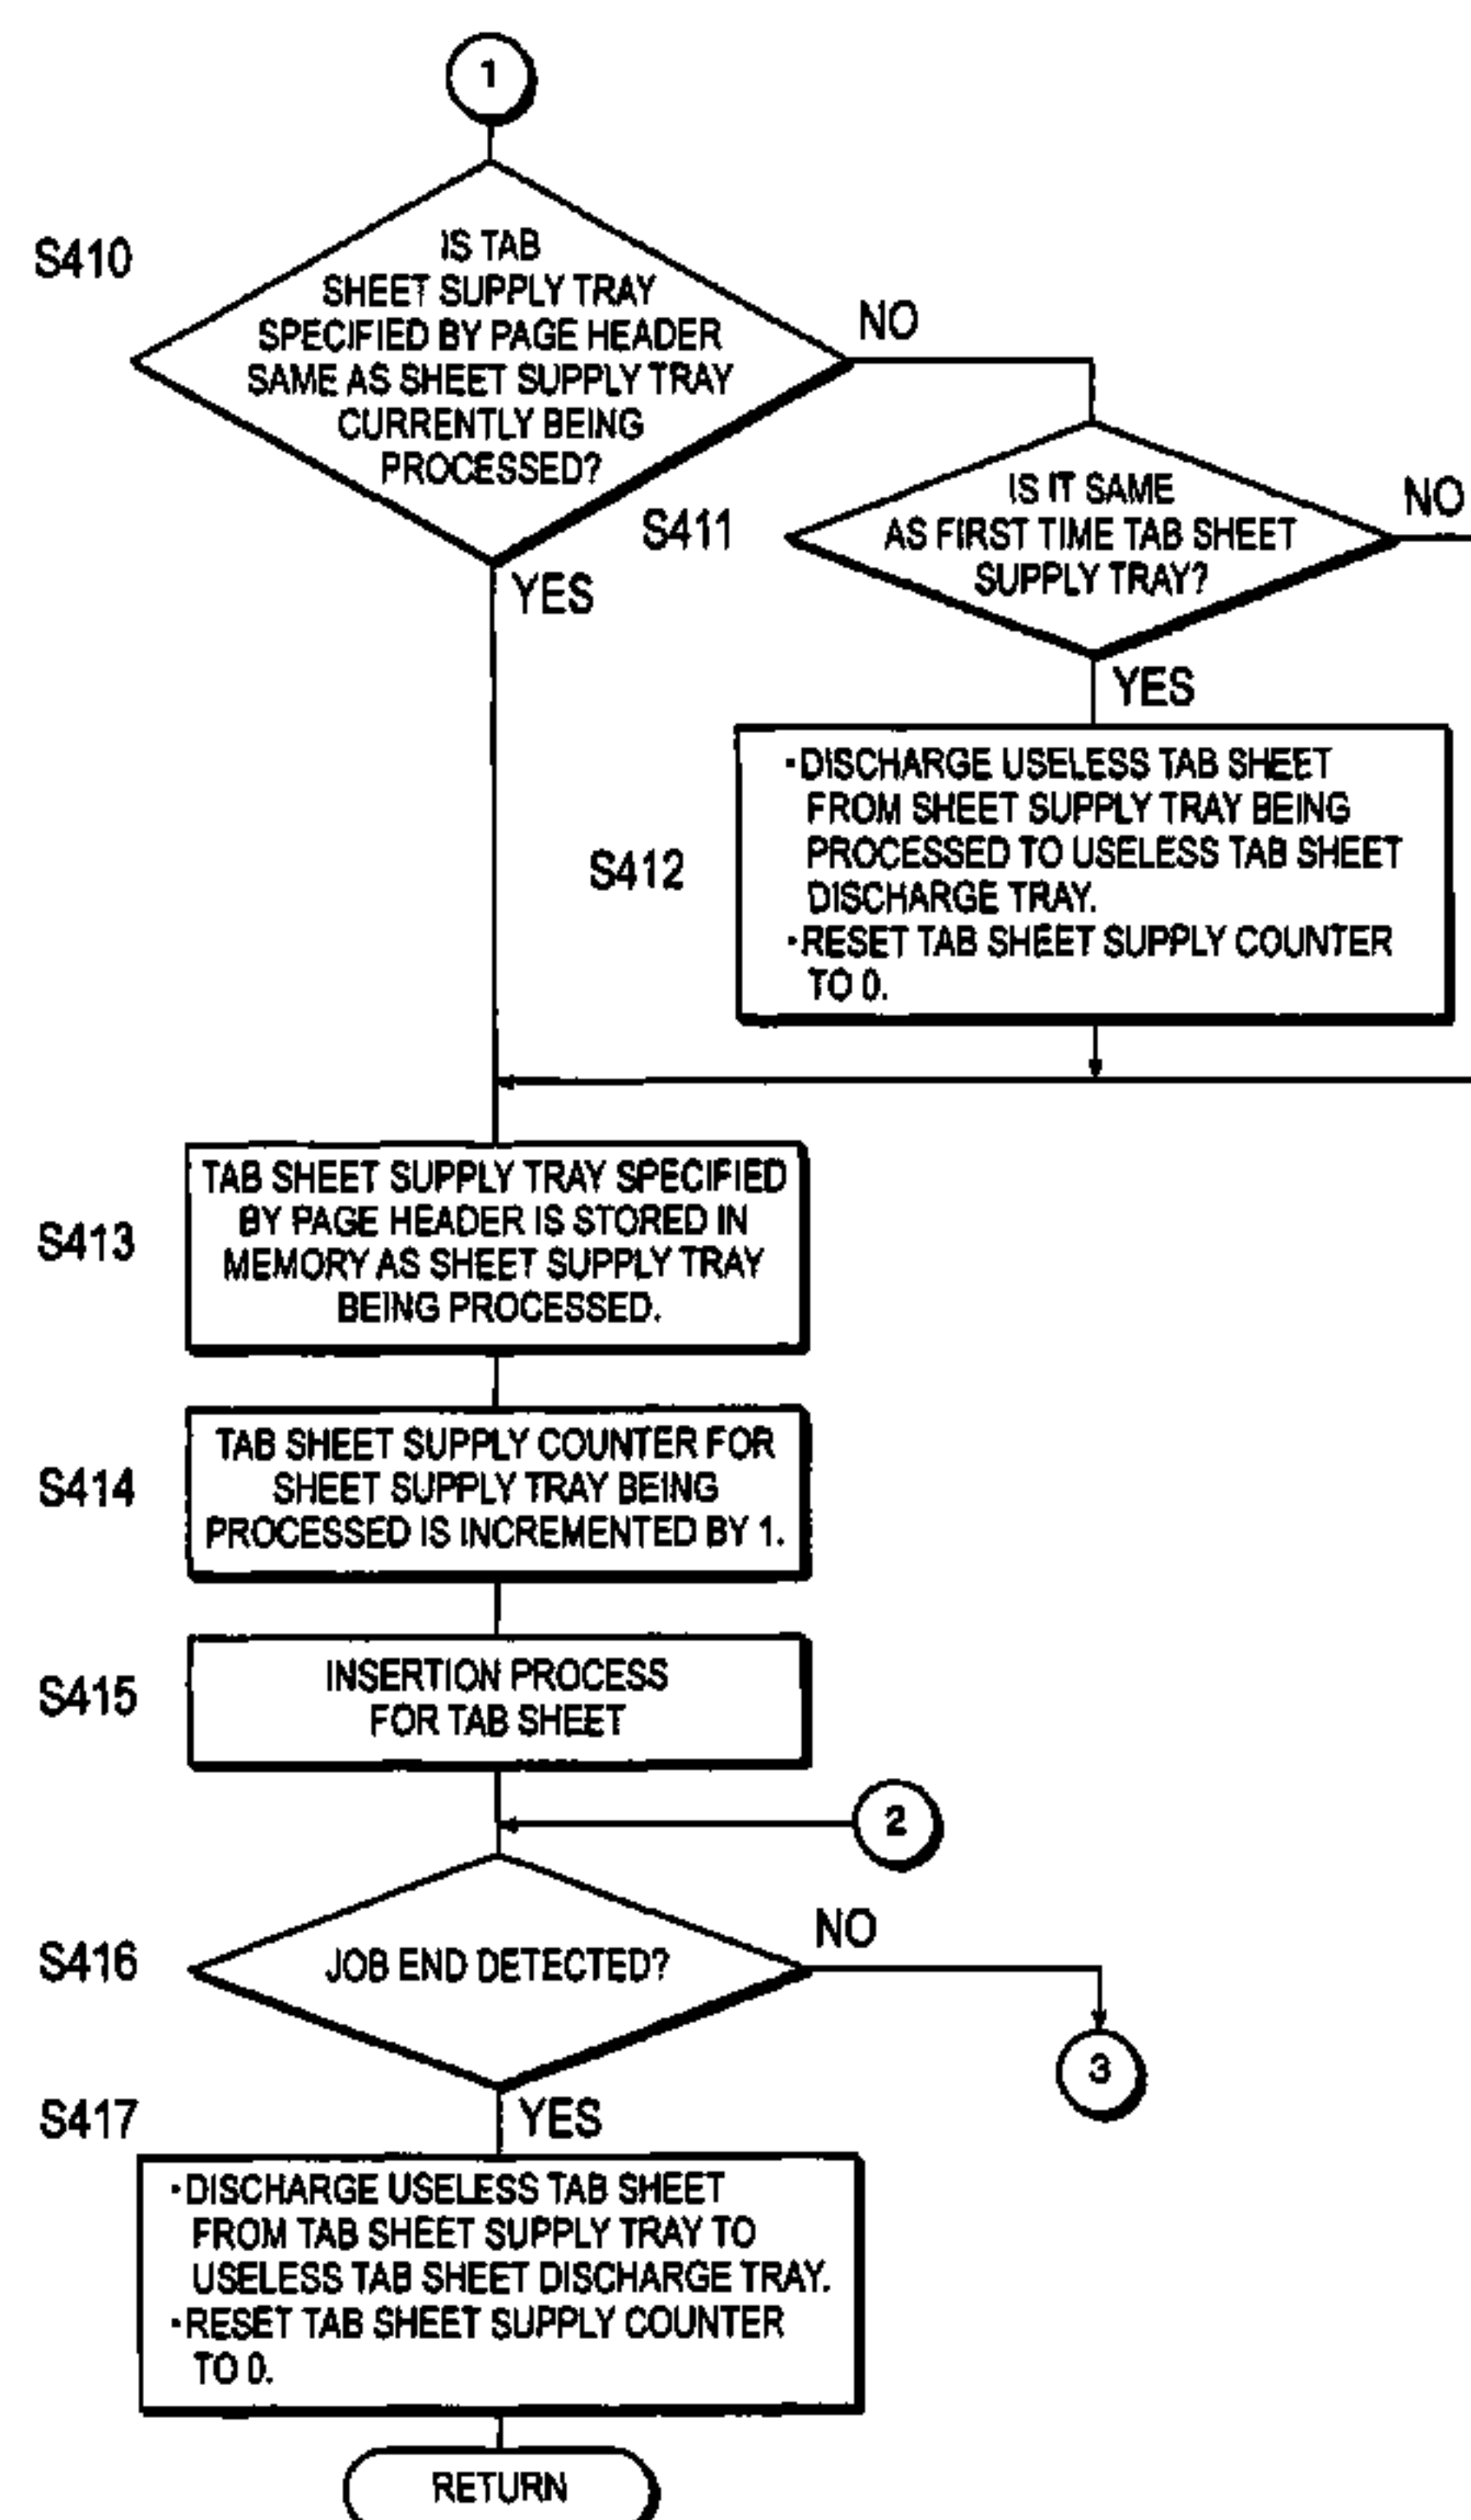 1
S410
IS TAB
SHEET SUPPLY TRAY
SPECIFIED BY PAGE HEADER
SAME AS SHEET SUPPLY TRAY
CURRENTLY BEING
PROCESSED?
NO
YES
S411
IS IT SAME
AS FIRST TIME TAB SHEET
SUPPLY TRAY?
NO
YES
S412
·DISCHARGE USELESS TAB SHEET
FROM SHEET SUPPLY TRAY BEING
PROCESSED TO USELESS TAB SHEET
DISCHARGE TRAY.
·RESET TAB SHEET SUPPLY COUNTER
TO 0.
S413
TAB SHEET SUPPLY TRAY SPECIFIED
BY PAGE HEADER IS STORED IN
MEMORY AS SHEET SUPPLY TRAY
BEING PROCESSED.
S414
TAB SHEET SUPPLY COUNTER FOR
SHEET SUPPLY TRAY BEING
PROCESSED IS INCREMENTED BY 1.
S415
INSERTION PROCESS
FOR TAB SHEET
2
S416
JOB END DETECTED?
NO
3
YES
S417
·DISCHARGE USELESS TAB SHEET
FROM TAB SHEET SUPPLY TRAY TO
USELESS TAB SHEET DISCHARGE TRAY.
·RESET TAB SHEET SUPPLY COUNTER
TO 0.
RETURN